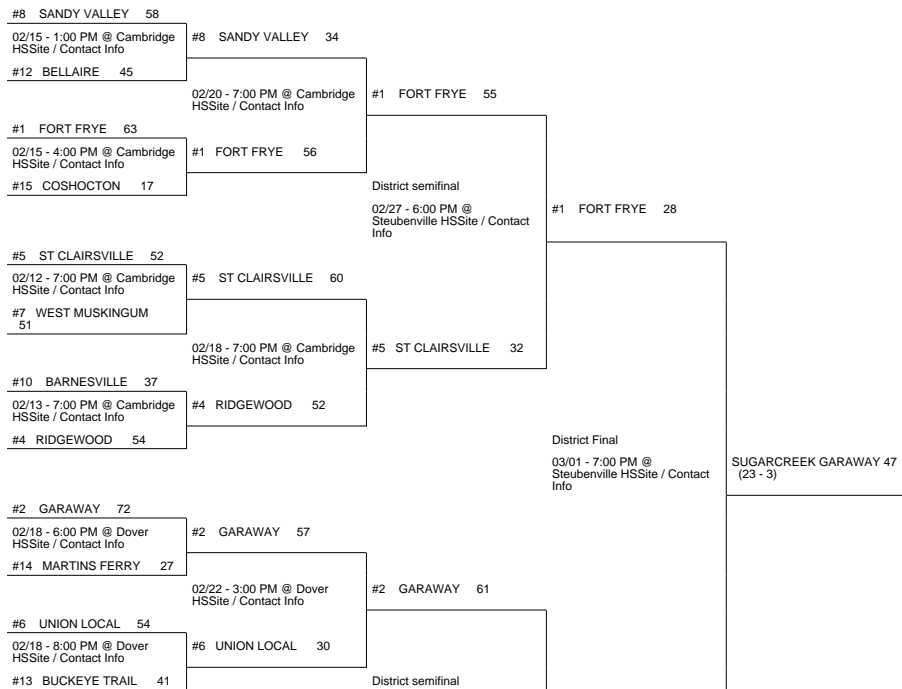 #8 SANDY VALLEY 58
02/15 - 1:00 PM @ Cambridge
HSSite / Contact Info
#12 BELLAIRE 45
#8 SANDY VALLEY 34
02/20 - 7:00 PM @ Cambridge
HSSite / Contact Info
#1 FORT FRYE 63
02/15 - 4:00 PM @ Cambridge
HSSite / Contact Info
#15 COSHOCTON 17
#1 FORT FRYE 56
#1 FORT FRYE 55
District semifinal
02/27 - 6:00 PM @
Steubenville HSSite / Contact
Info
#5 ST CLAIRSVILLE 52
02/12 - 7:00 PM @ Cambridge
HSSite / Contact Info
#7 WEST MUSKINGUM
51
#5 ST CLAIRSVILLE 60
02/18 - 7:00 PM @ Cambridge
HSSite / Contact Info
#10 BARNESVILLE 37
02/13 - 7:00 PM @ Cambridge
HSSite / Contact Info
#4 RIDGEWOOD 54
#4 RIDGEWOOD 52
#5 ST CLAIRSVILLE 32
#1 FORT FRYE 28
District Final
03/01 - 7:00 PM @
Steubenville HSSite / Contact
Info
SUGARCREEK GARAWAY 47
(23 - 3)
#2 GARAWAY 72
02/18 - 6:00 PM @ Dover
HSSite / Contact Info
#14 MARTINS FERRY 27
#2 GARAWAY 57
02/22 - 3:00 PM @ Dover
HSSite / Contact Info
#6 UNION LOCAL 54
02/18 - 8:00 PM @ Dover
HSSite / Contact Info
#13 BUCKEYE TRAIL 41
#6 UNION LOCAL 30
#2 GARAWAY 61
District semifinal